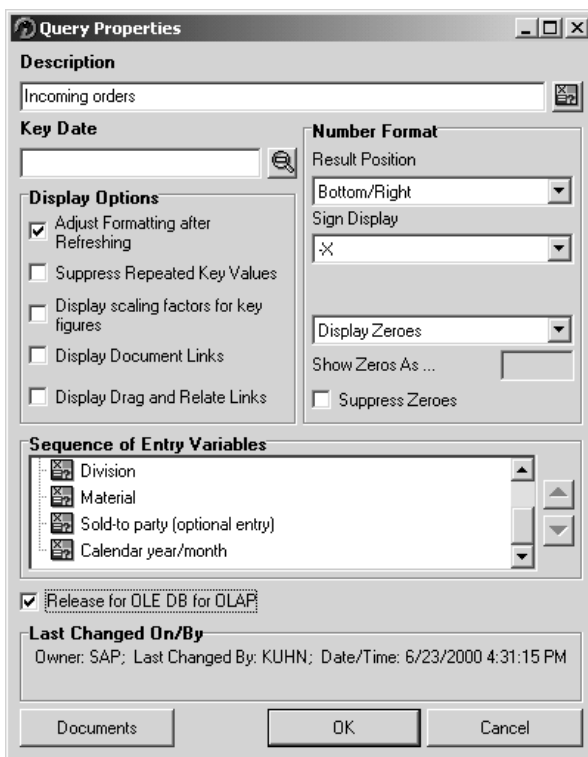 Query Properties
Description
Incoming orders
Key Date
Number Format
Result Position
Bottom/Right
Display Options
Sign Display
Adjust Formatting after
Refreshing
-X
Suppress Repeated Key Values
Display scaling factors for key
figures
Display Zeroes
Display Document Links
Show Zeros As ...
Display Drag and Relate Links
Suppress Zeroes
Sequence of Entry Variables
Division
Material
Sold-to party (optional entry)
Calendar year/month
Release for OLE DB for OLAP
Last Changed On/By
Owner: SAP; Last Changed By: KUHN; Date/Time: 6/23/2000 4:31:15 PM
Documents
OK
Cancel